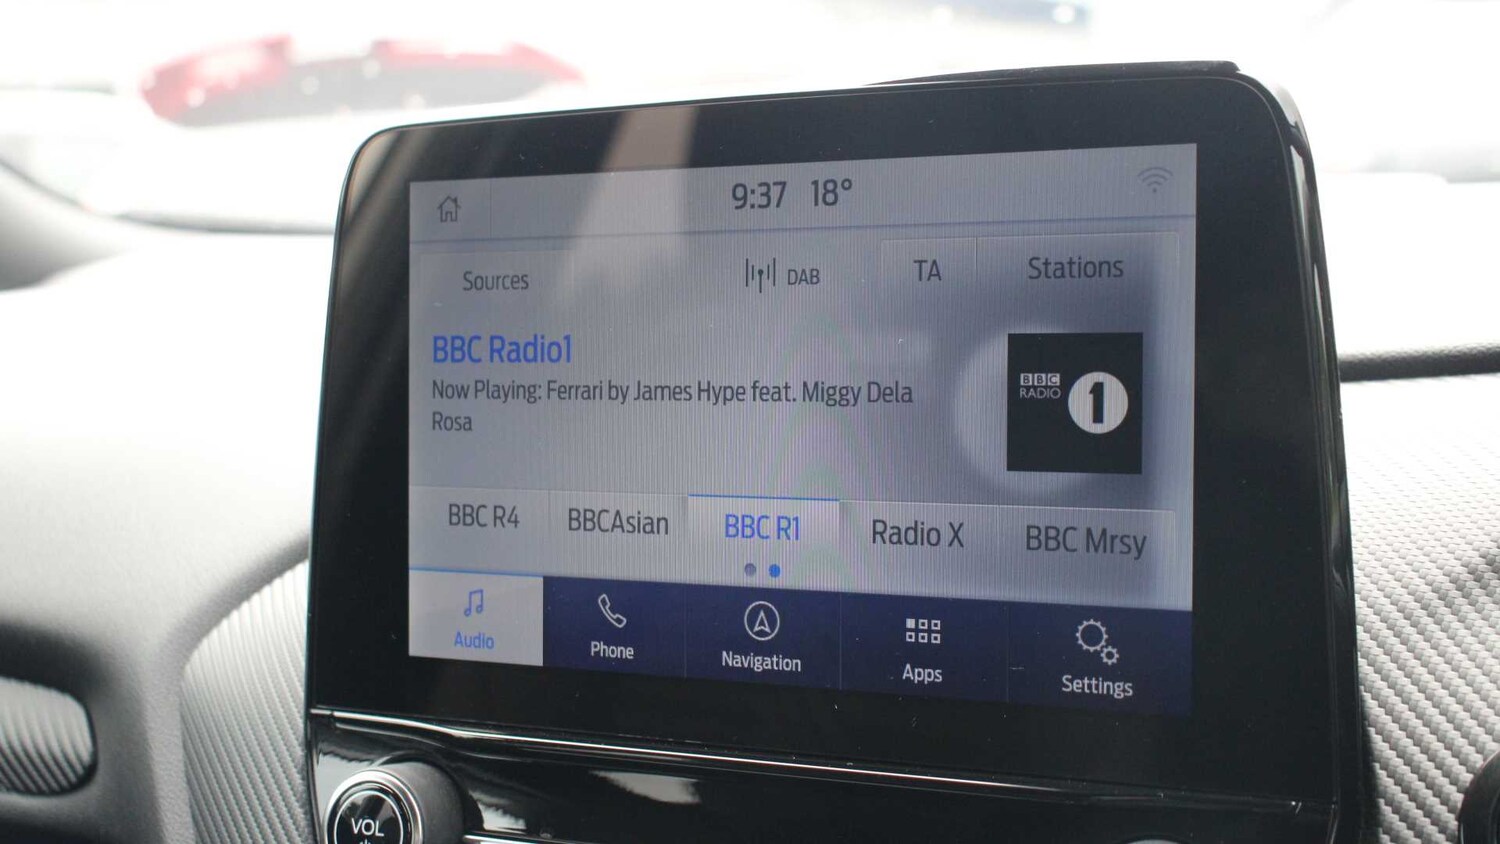 9:37 18°
Sources
DAB
TA
Stations
BBC Radio1
Now Playing: Ferrari by James Hype feat. Miggy Dela
Rosa
BBC
RADIO
1
BBC R4
BBCAsian
BBC R1
Radio X
BBC Mrsy
Audio
Phone
Navigation
Apps
Settings
VOL